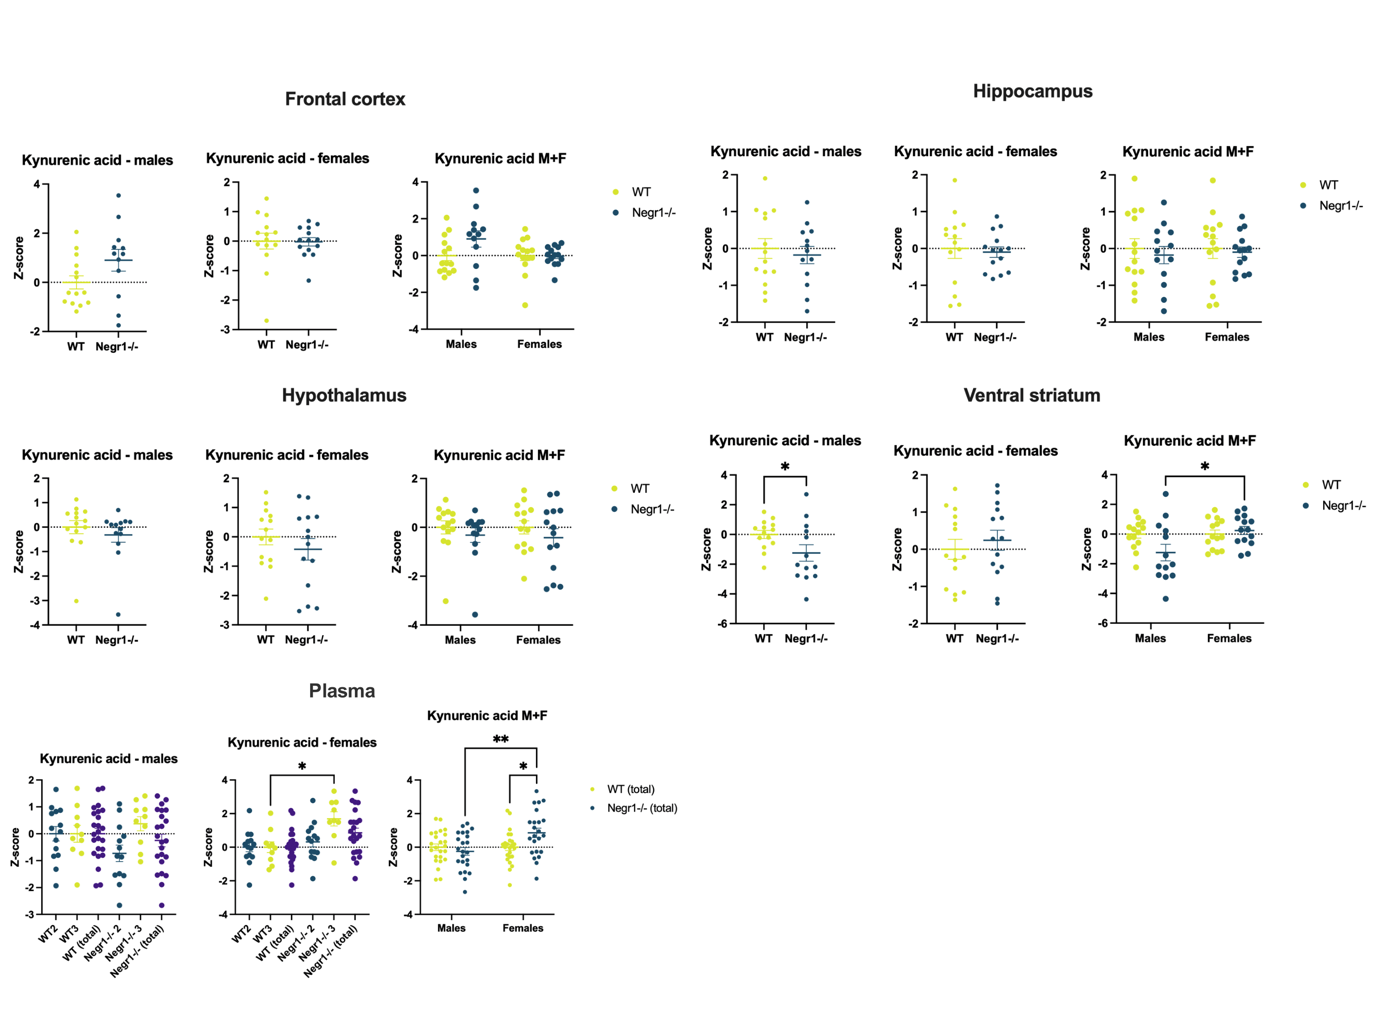 Frontal cortex
Kynurenic acid - males
Z-score
4
2
0
-2
WT Negr1-/-
Kynurenic acid - females
Z-score
2
1
0
-1
-2
-3
WT Negr1-/-
Kynurenic acid M+F
Z-score
4
2
0
-2
-4
Males Females
WT
Negr1-/-
Hippocampus
Kynurenic acid - males
Z-score
2
1
0
-1
-2
WT Negr1-/-
Kynurenic acid - females
Z-score
2
1
0
-1
-2
WT Negr1-/-
Kynurenic acid M+F
Z-score
2
1
0
-1
-2
Males Females
WT
Negr1-/-
Hypothalamus
Kynurenic acid - males
Z-score
2
1
0
-1
-2
-3
-4
WT Negr1-/-
Kynurenic acid - females
Z-score
2
1
0
-1
-2
-3
WT Negr1-/-
Kynurenic acid M+F
Z-score
2
0
-2
-4
Males Females
WT
Negr1-/-
Ventral striatum
Kynurenic acid - males
*
Z-score
4
2
0
-2
-4
-6
WT Negr1-/-
Kynurenic acid - females
Z-score
2
1
0
-1
-2
WT Negr1-/-
Kynurenic acid M+F
*
Z-score
4
2
0
-2
-4
-6
Males Females
WT
Negr1-/-
Plasma
Kynurenic acid - males
Z-score
2
1
0
-1
-2
-3
WT2
WT3
WT (total)
Negr1-/- 2
Negr1-/- 3
Negr1-/- (total)
Kynurenic acid - females
*
Z-score
4
2
0
-2
-4
WT2
WT3
WT (total)
Negr1-/- 2
Negr1-/- 3
Negr1-/- (total)
Kynurenic acid M+F
**
*
Z-score
4
2
0
-2
-4
Males Females
WT (total)
Negr1-/- (total)